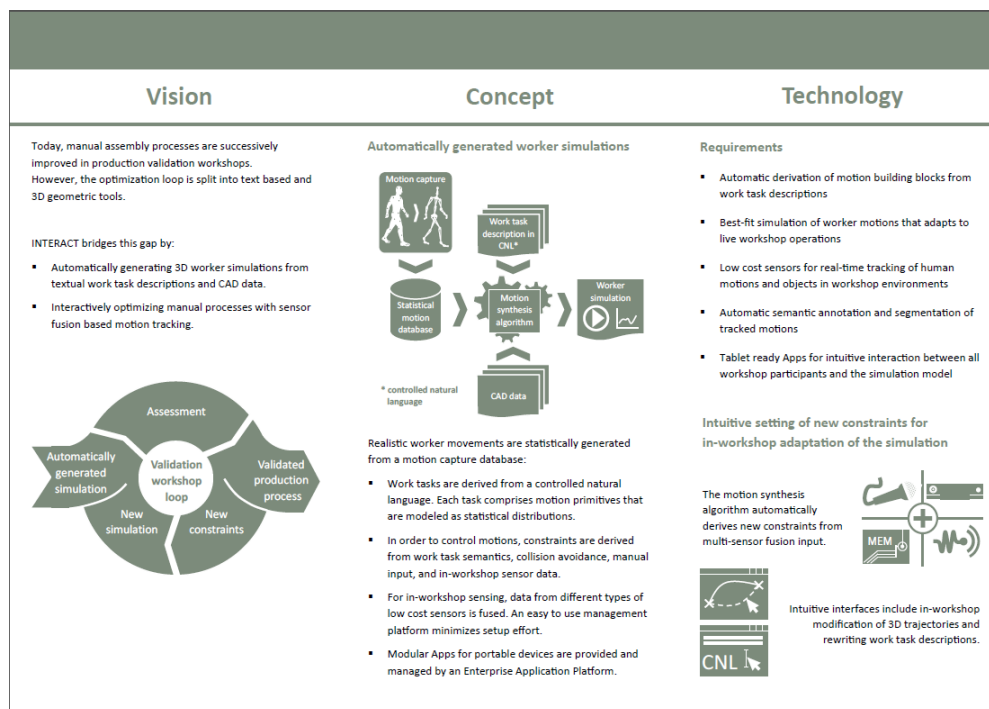 Vision
Today, manual assembly processes are successively
improved in production validation workshops.
However, the optimization loop is split into text based and
3D geometric tools.
INTERACT bridges this gap by:
▪ Automatically generating 3D worker simulations from
textual work task descriptions and CAD data.
▪ Interactively optimizing manual processes with sensor
fusion based motion tracking.
Assessment
Automatically
generated
simulation
Validation
workshop
loop
Validated
production
process
New
simulation
New
constraints
Concept
Automatically generated worker simulations
Motion capture
Work task
description in
CNL*
Statistical
motion
database
Motion
synthesis
algorithm
Worker
simulation
* controlled natural
language
CAD data
Realistic worker movements are statistically generated
from a motion capture database:
▪ Work tasks are derived from a controlled natural
language. Each task comprises motion primitives that
are modeled as statistical distributions.
▪ In order to control motions, constraints are derived
from work task semantics, collision avoidance, manual
input, and in-workshop sensor data.
▪ For in-workshop sensing, data from different types of
low cost sensors is fused. An easy to use management
platform minimizes setup effort.
▪ Modular Apps for portable devices are provided and
managed by an Enterprise Application Platform.
Technology
Requirements
▪ Automatic derivation of motion building blocks from
work task descriptions
▪ Best-fit simulation of worker motions that adapts to
live workshop operations
▪ Low cost sensors for real-time tracking of human
motions and objects in workshop environments
▪ Automatic semantic annotation and segmentation of
tracked motions
▪ Tablet ready Apps for intuitive interaction between all
workshop participants and the simulation model
Intuitive setting of new constraints for
in-workshop adaptation of the simulation
The motion synthesis
algorithm automatically
derives new constraints from
multi-sensor fusion input.
MEM
Intuitive interfaces include in-workshop
modification of 3D trajectories and
rewriting work task descriptions.
CNL